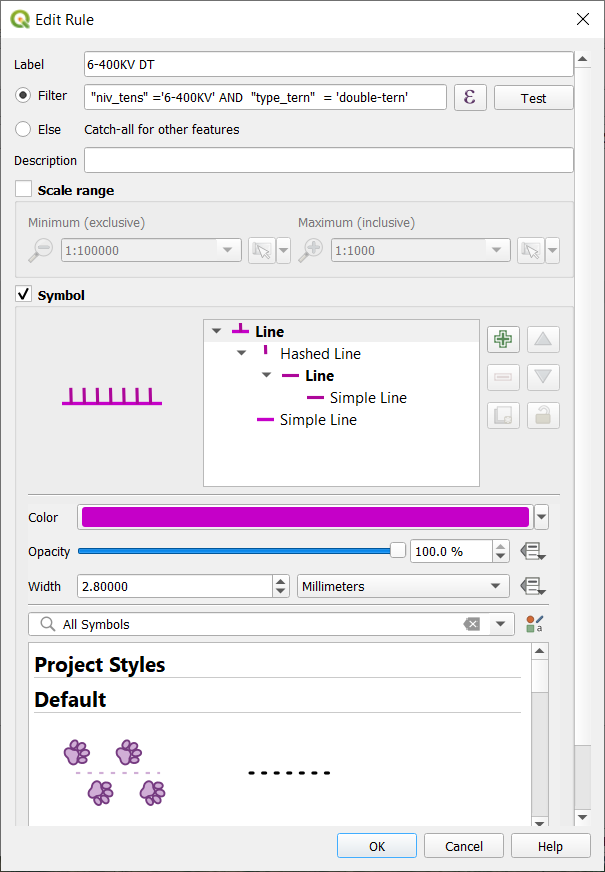 Edit Rule
Label 6-400KV DT
Filter "niv_tens" ='6-400KV' AND "type_tern" = 'double-tern' ε Test
Else Catch-all for other features
Description
Scale range
Minimum (exclusive) Maximum (inclusive)
1:100000 1:1000
Symbol
Line
Hashed Line
Line
Simple Line
Simple Line
Color
Opacity 100.0 %
Width 2.80000 Millimeters
All Symbols
a
Project Styles
Default
OK Cancel Help